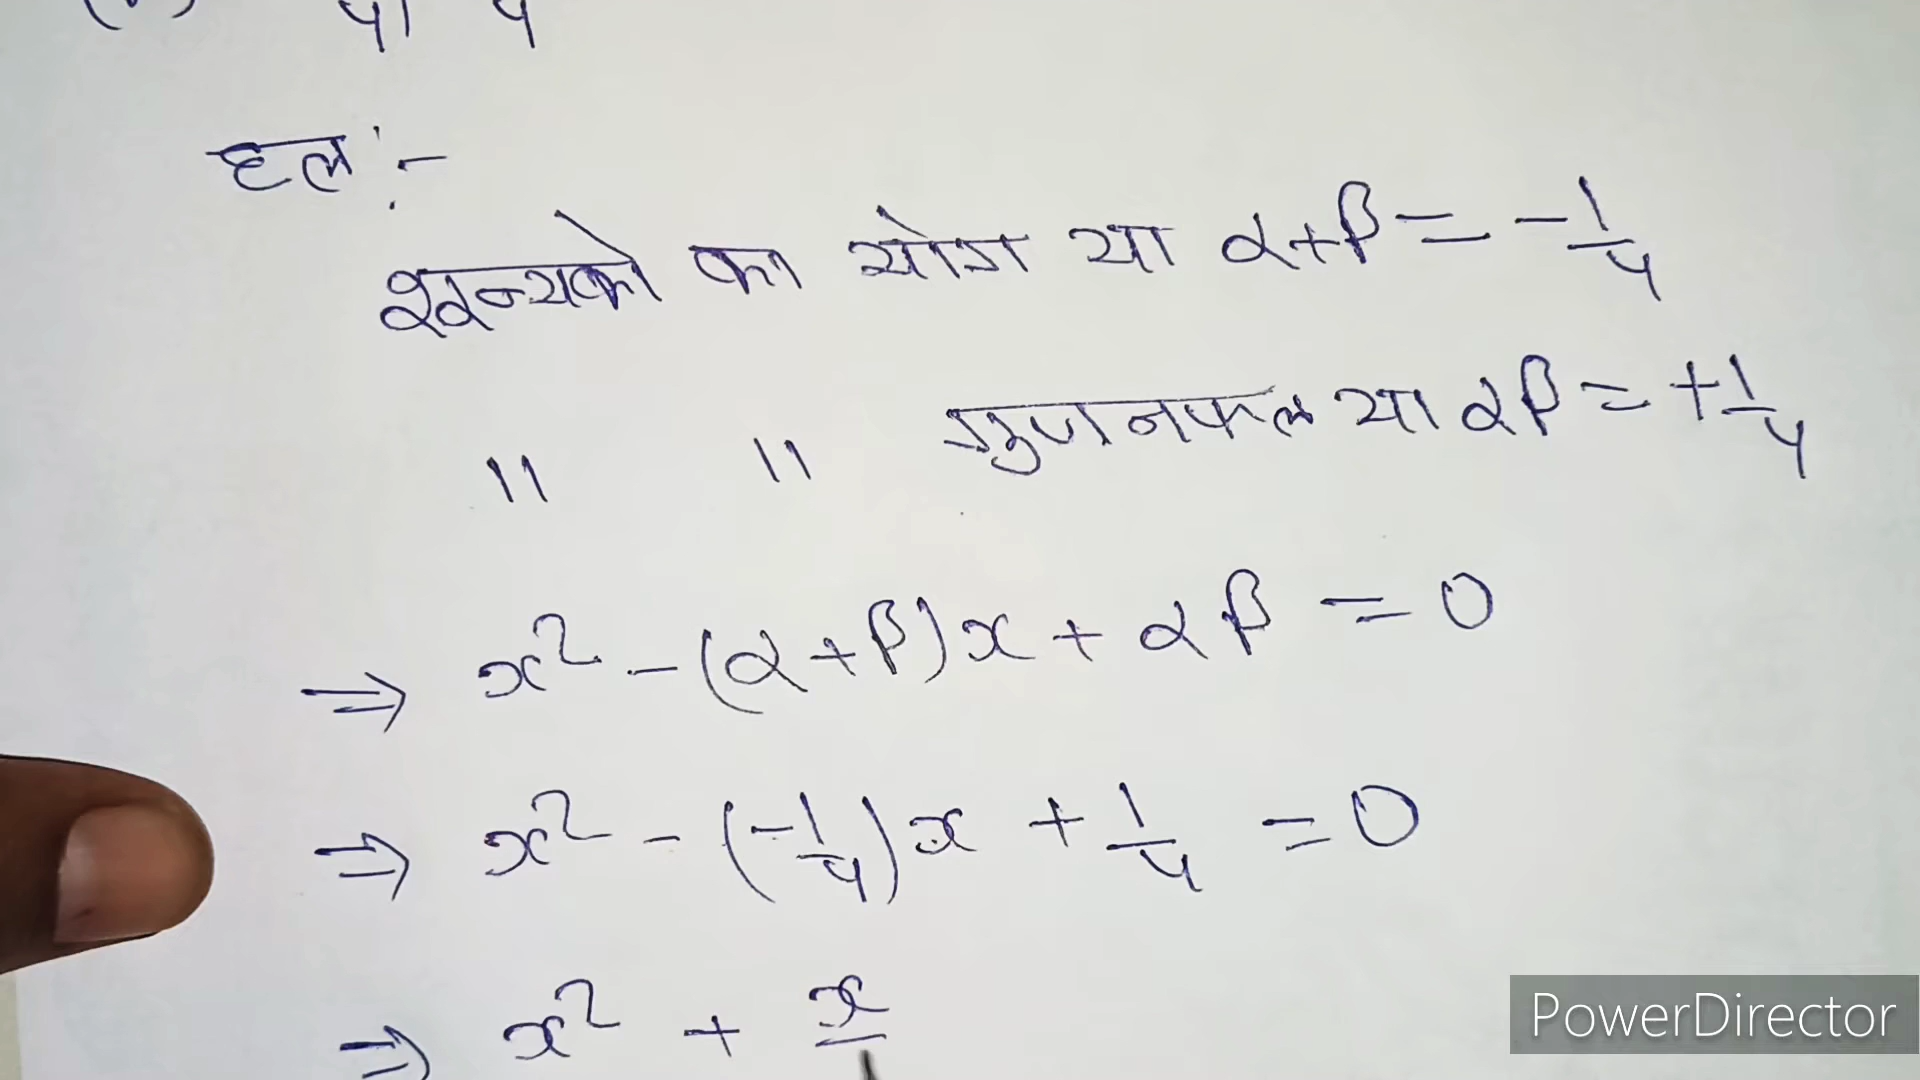 हल :-
शून्यको का योग या α+β = -1/4
" " गुणनफल या αβ = +1/4
⇒ x² - (α+β)x + αβ = 0
⇒ x² - (-1/4)x + 1/4 = 0
⇒ x² + x
PowerDirector